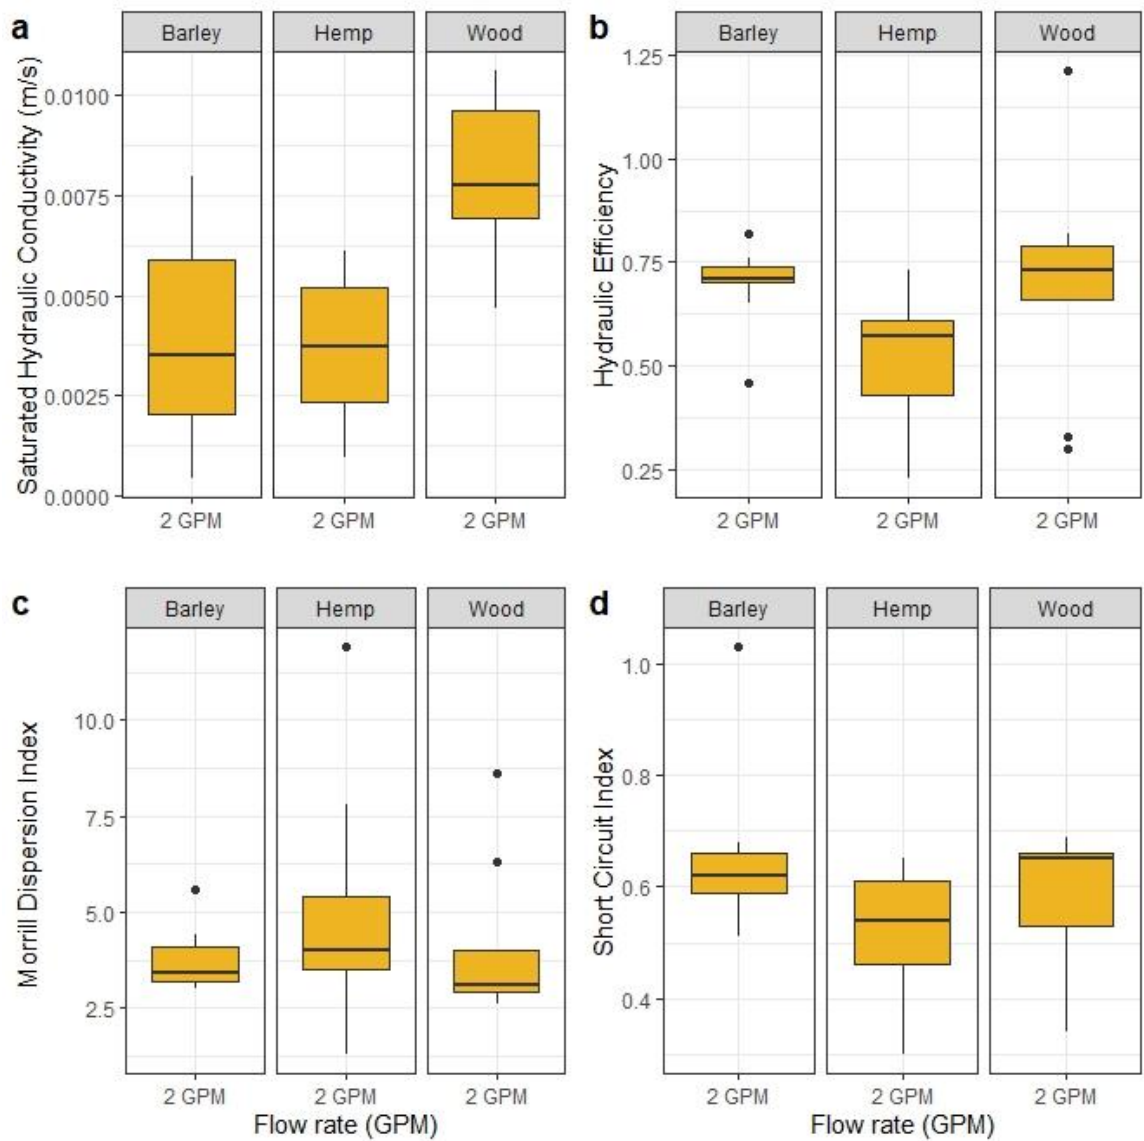 a
Barley Hemp Wood
Saturated Hydraulic Conductivity (m/s)
0.0100
0.0075
0.0050
0.0025
0.0000
2 GPM 2 GPM 2 GPM
b
Barley Hemp Wood
Hydraulic Efficiency
1.25
1.00
0.75
0.50
0.25
2 GPM 2 GPM 2 GPM
c
Barley Hemp Wood
Morrill Dispersion Index
10.0
7.5
5.0
2.5
2 GPM 2 GPM 2 GPM
Flow rate (GPM)
d
Barley Hemp Wood
Short Circuit Index
1.0
0.8
0.6
0.4
2 GPM 2 GPM 2 GPM
Flow rate (GPM)